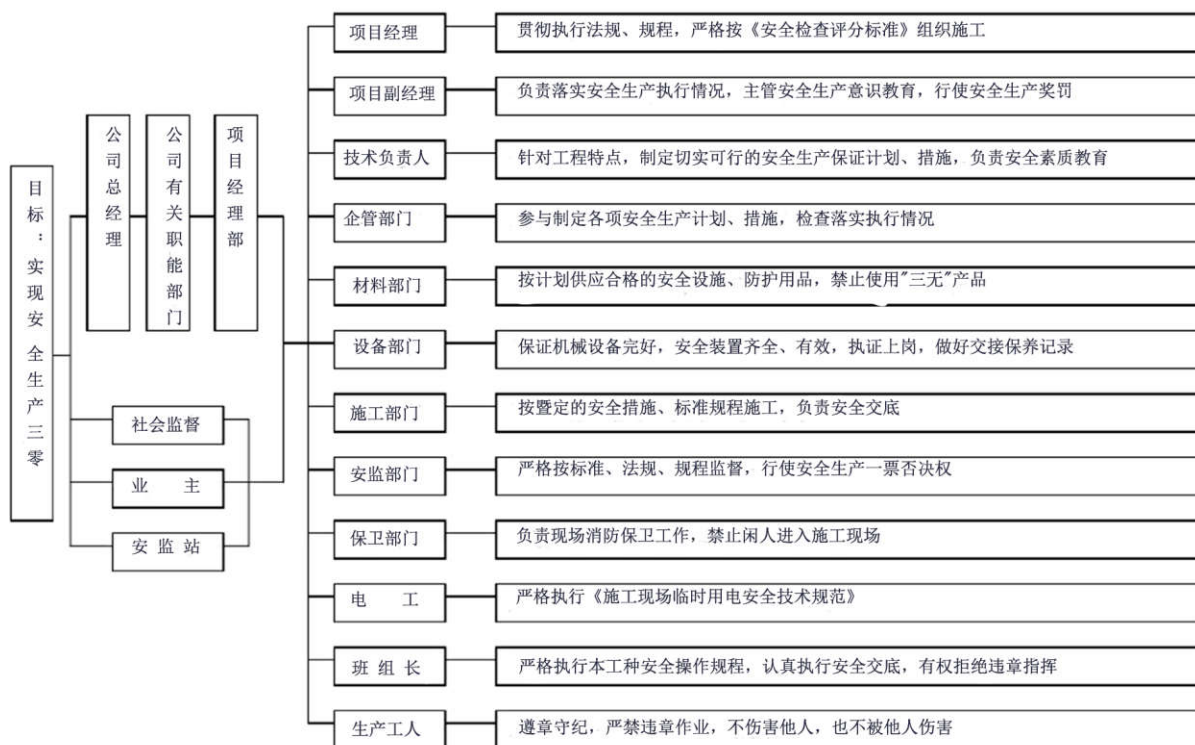 目标：实现安 全生产三零
公司总经理
公司有关职能部门
项目经理部
社会监督
业 主
安监站
项目经理
贯彻执行法规、规程，严格按《安全检查评分标准》组织施工
项目副经理
负责落实安全生产执行情况，主管安全生产意识教育，行使安全生产奖罚
技术负责人
针对工程特点，制定切实可行的安全生产保证计划、措施，负责安全素质教育
企管部门
参与制定各项安全生产计划、措施，检查落实执行情况
材料部门
按计划供应合格的安全设施、防护用品，禁止使用"三无"产品
设备部门
保证机械设备完好，安全装置齐全、有效，执证上岗，做好交接保养记录
施工部门
按暨定的安全措施、标准规程施工，负责安全交底
安监部门
严格按标准、法规、规程监督，行使安全生产一票否决权
保卫部门
负责现场消防保卫工作，禁止闲人进入施工现场
电 工
严格执行《施工现场临时用电安全技术规范》
班组长
严格执行本工种安全操作规程，认真执行安全交底，有权拒绝违章指挥
生产工人
遵章守纪，严禁违章作业，不伤害他人，也不被他人伤害